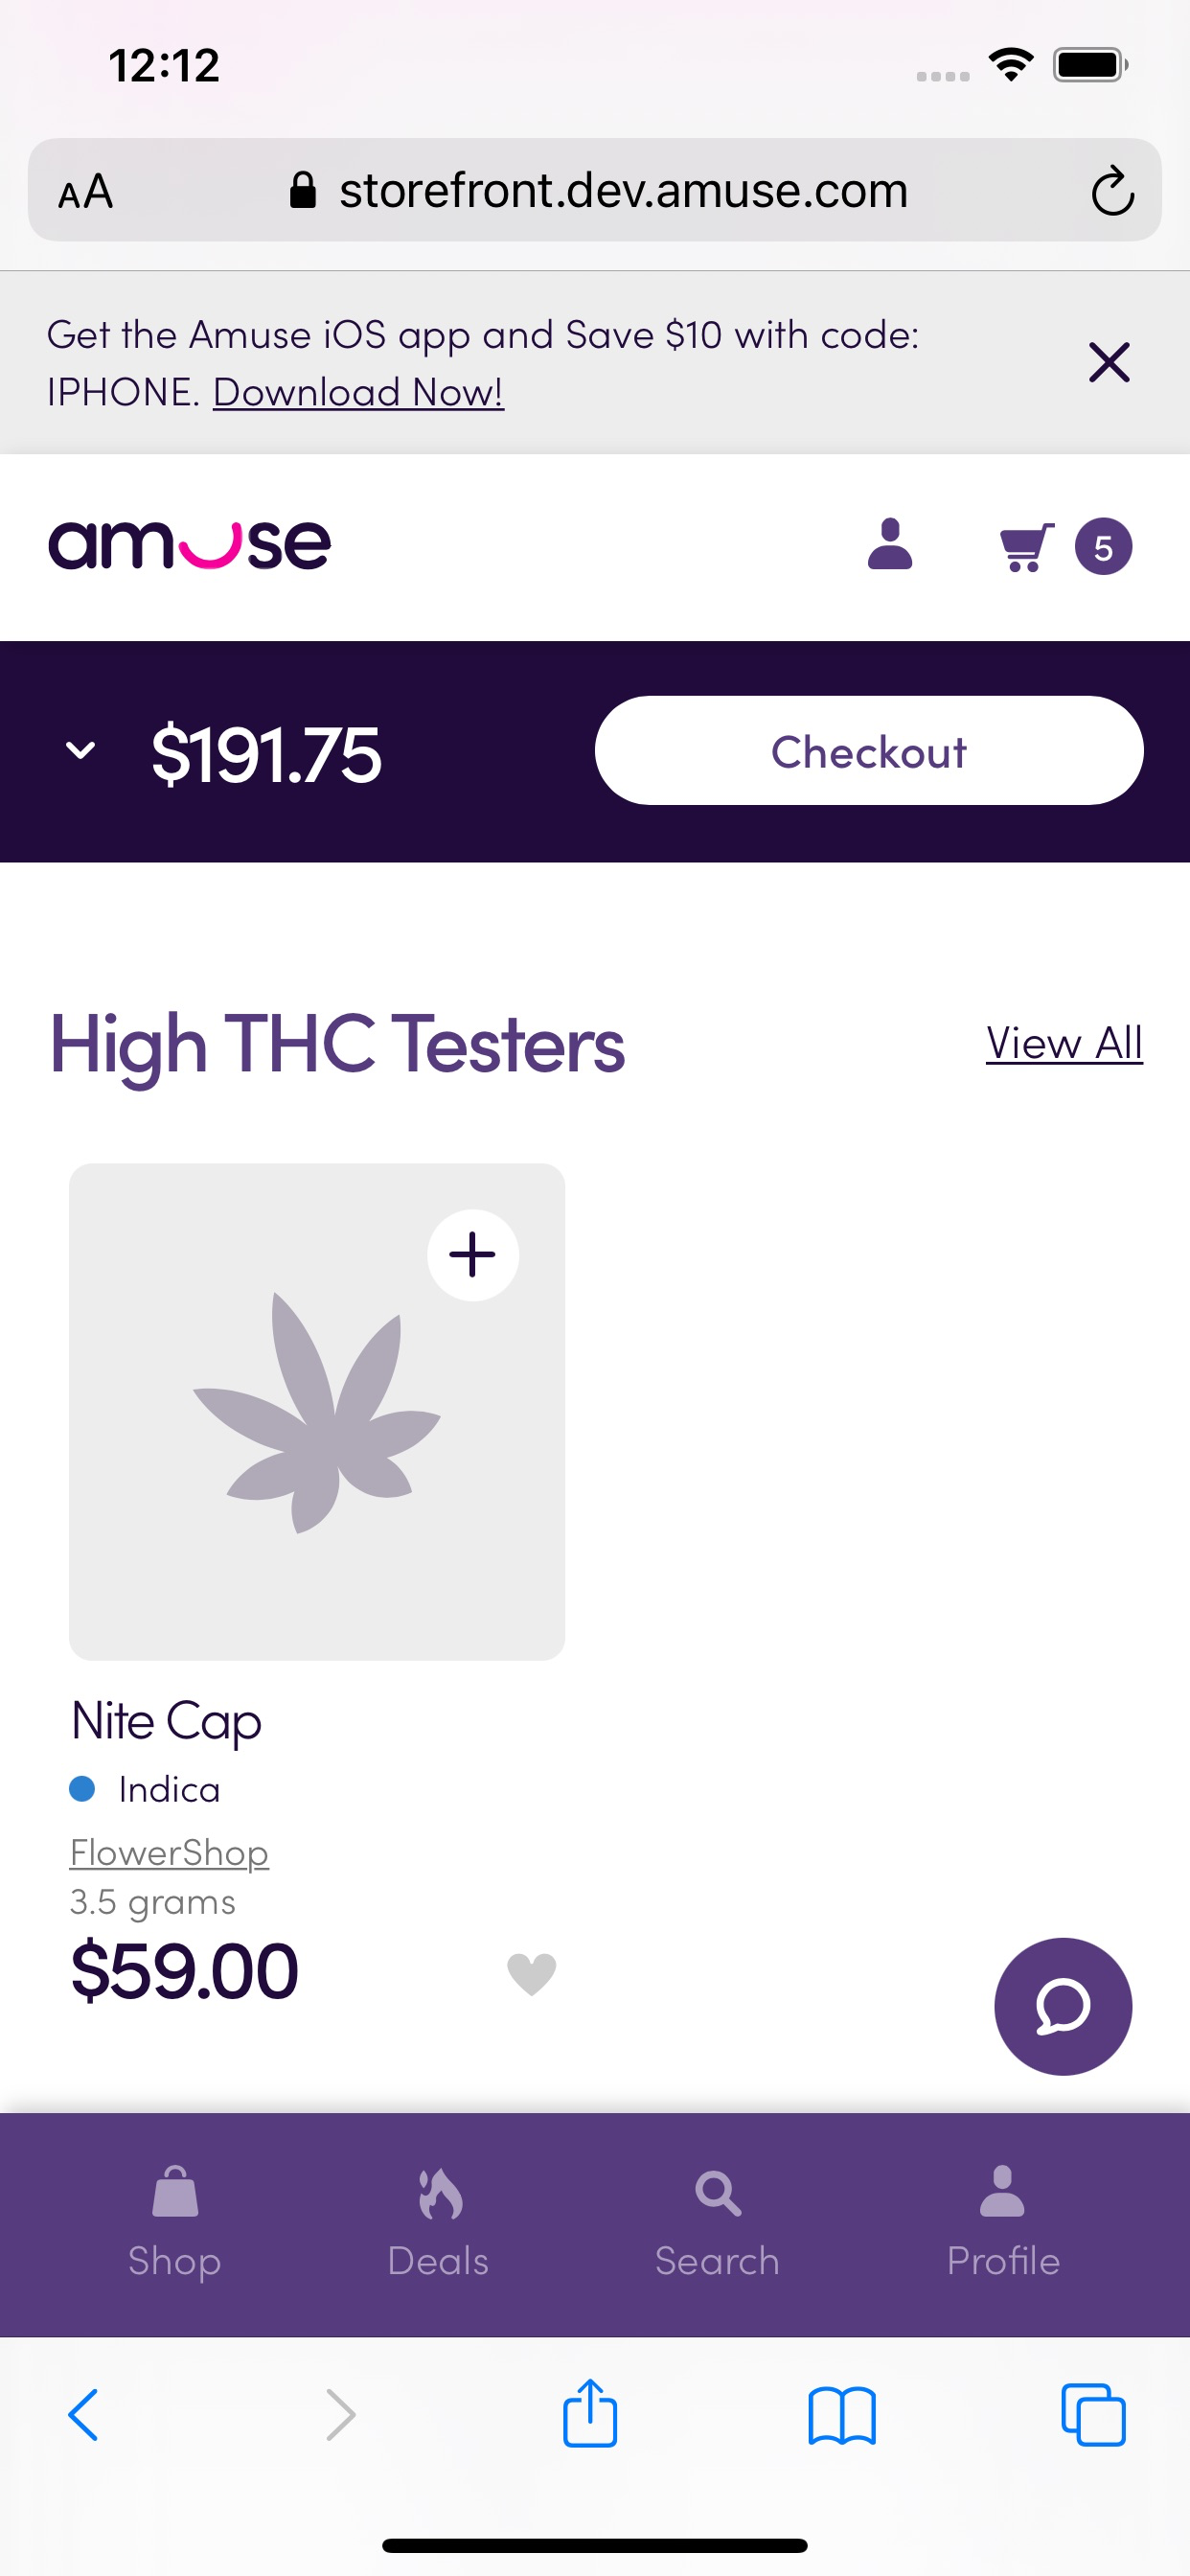 12:12
AA storefront.dev.amuse.com
Get the Amuse iOS app and Save $10 with code:
IPHONE. Download Now!
amuse 5
$191.75 Checkout
High THC Testers View All
Nite Cap
Indica
FlowerShop
3.5 grams
$59.00
Shop Deals Search Profile